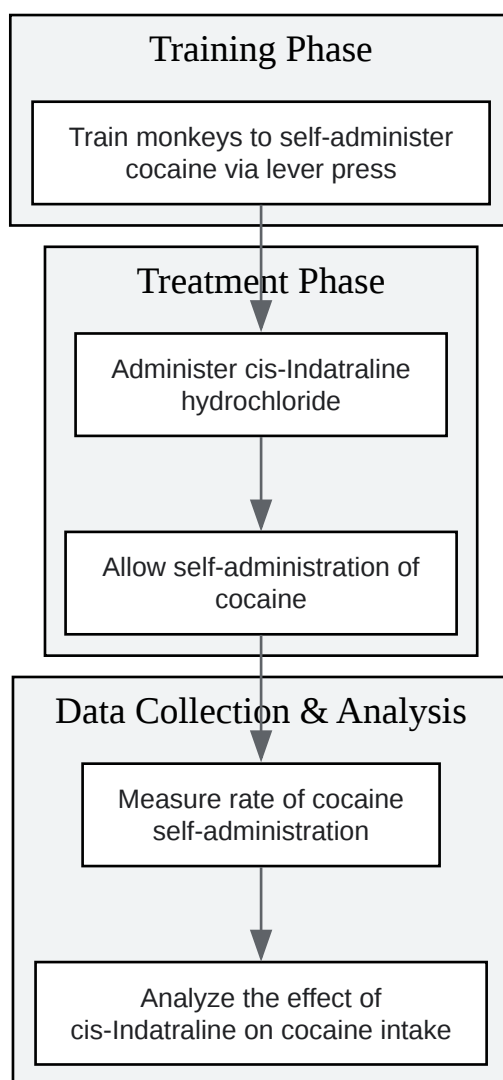 Training Phase
Train monkeys to self-administer
cocaine via lever press
Treatment Phase
Administer cis-Indatraline
hydrochloride
Allow self-administration of
cocaine
Data Collection & Analysis
Measure rate of cocaine
self-administration
Analyze the effect of
cis-Indatraline on cocaine intake